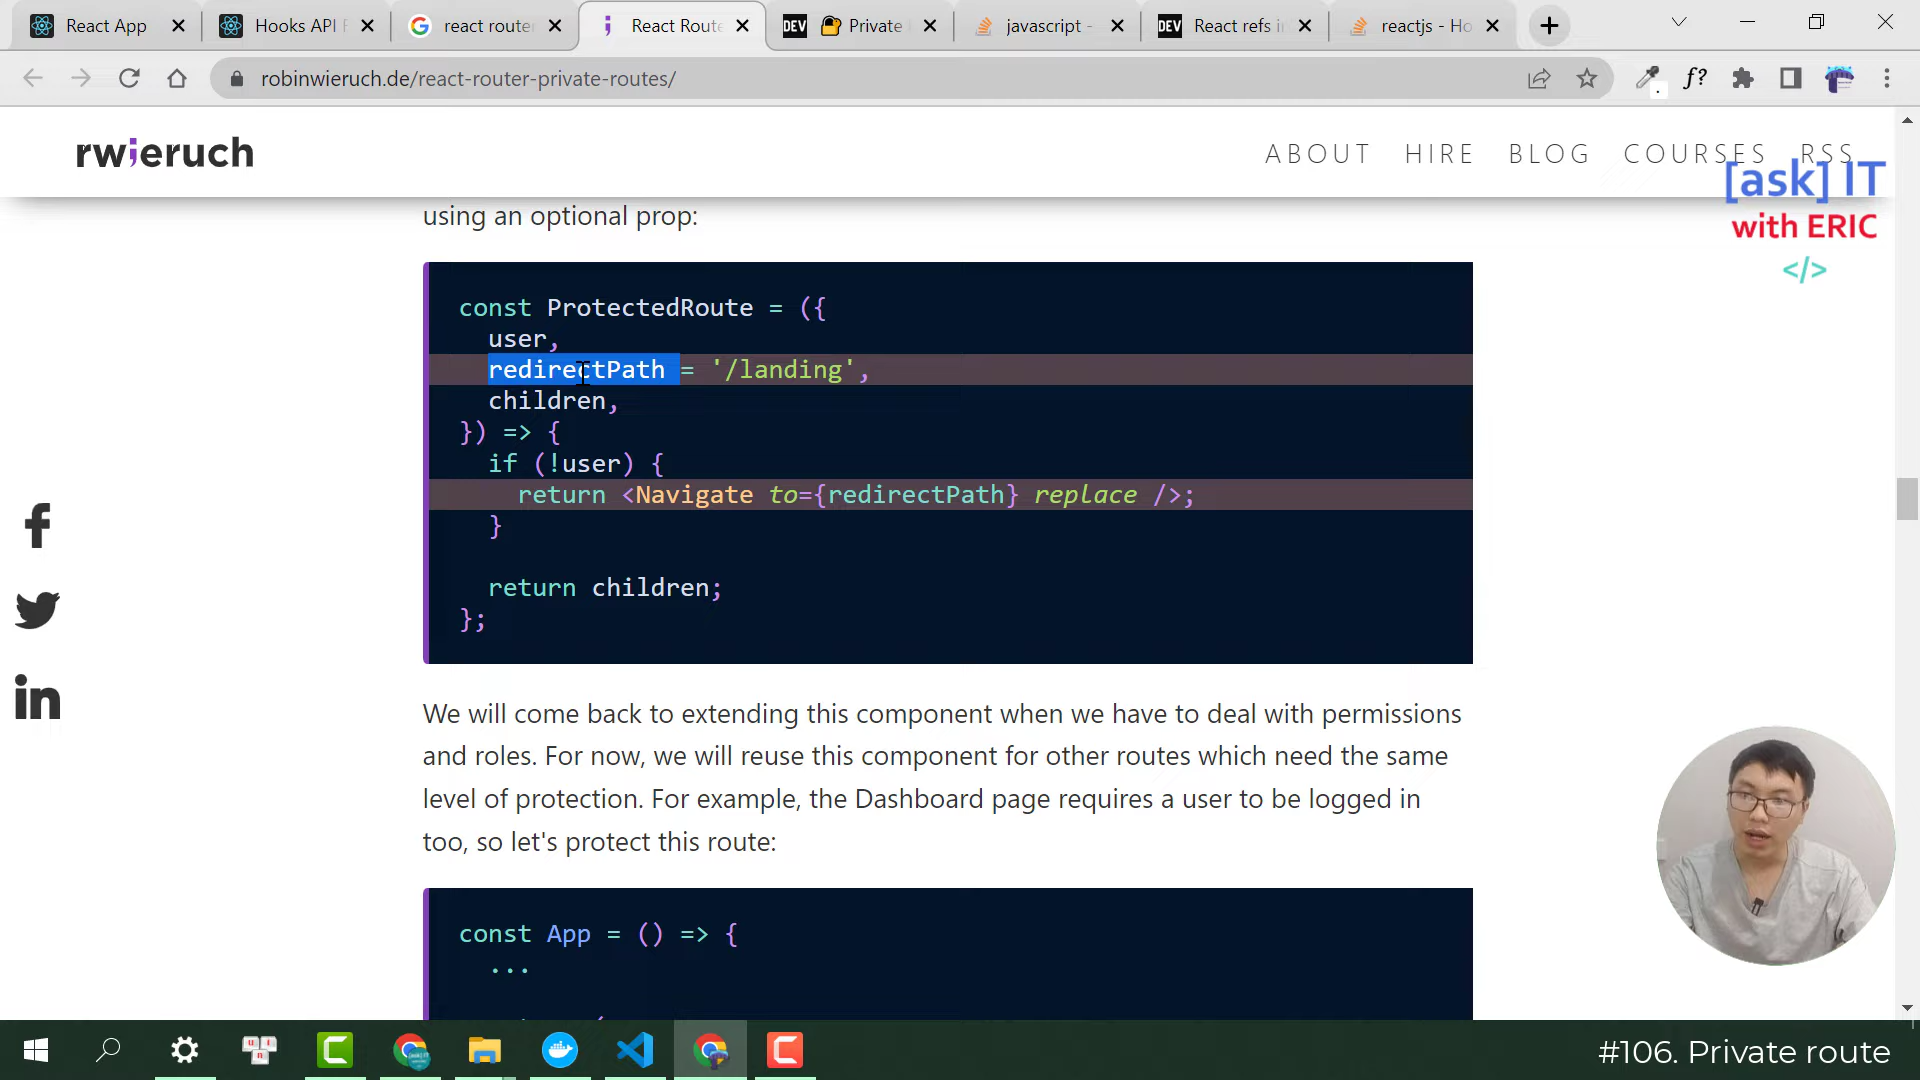 React App
Hooks API
react router
React Route
DEV
Private
javascript -
DEV
React refs i
reactjs - Ho
robinwieruch.de/react-router-private-routes/
f?
rwieruch
ABOUT
HIRE
BLOG
COURSES
RSS
[ask] IT
with ERIC
</>
using an optional prop:
const ProtectedRoute = ({
user,
redirectPath = '/landing',
children,
}) => {
if (!user) {
return <Navigate to={redirectPath} replace />;
}
return children;
};
We will come back to extending this component when we have to deal with permissions
and roles. For now, we will reuse this component for other routes which need the same
level of protection. For example, the Dashboard page requires a user to be logged in
too, so let's protect this route:
const App = () => {
...
#106. Private route